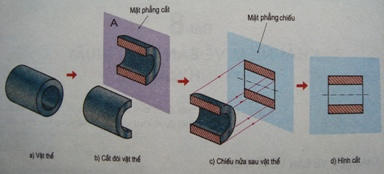 Mặt phẳng cắt
Mặt phẳng chiếu
A
a) Vật thể
b) Cắt đôi vật thể
c) Chiếu nửa sau vật thể
d) Hình cắt